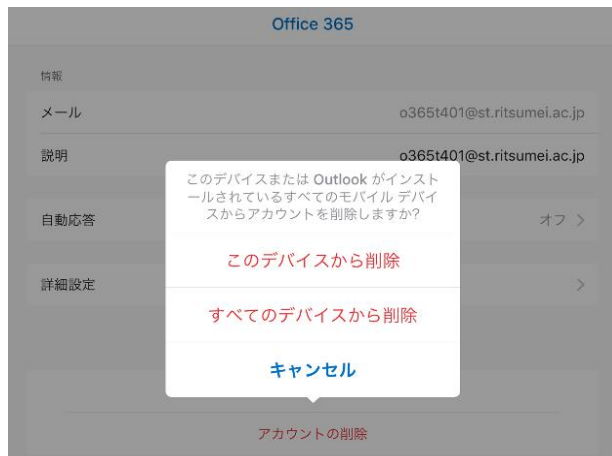 Office 365
情報
メール o365t401@st.ritsumei.ac.jp
説明 o365t401@st.ritsumei.ac.jp
このデバイスまたは Outlook がインスト
ールされているすべてのモバイル デバイ
スからアカウントを削除しますか?
自動応答 オフ
このデバイスから削除
詳細設定
すべてのデバイスから削除
キャンセル
アカウントの削除